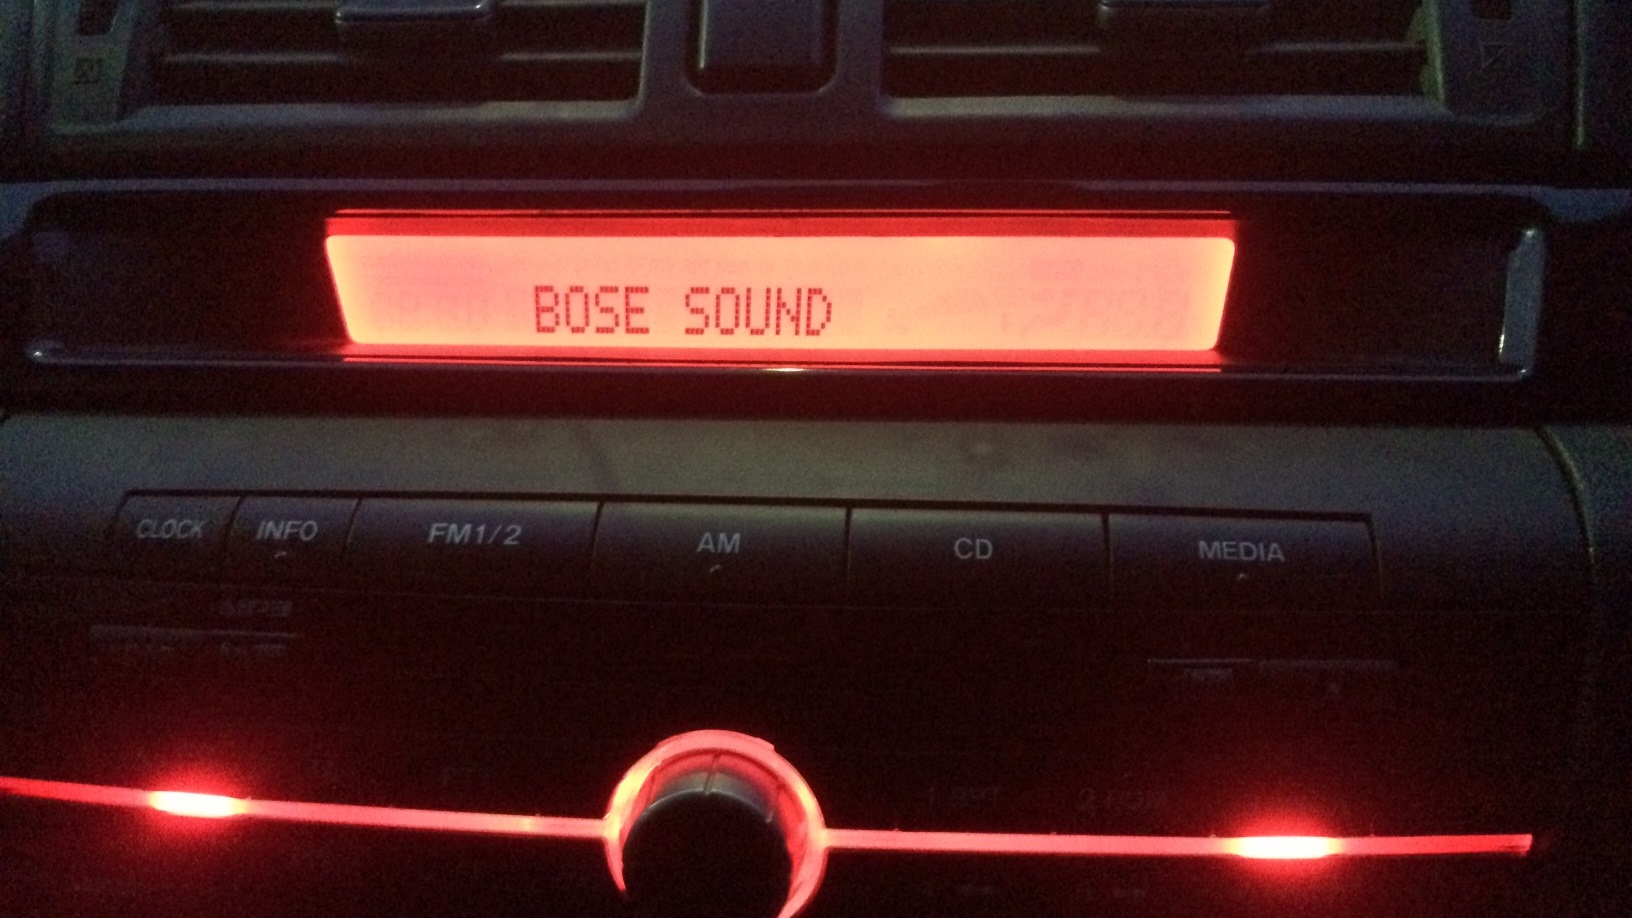 BOSE SOUND
CLOCK INFO FM1/2 AM CD MEDIA